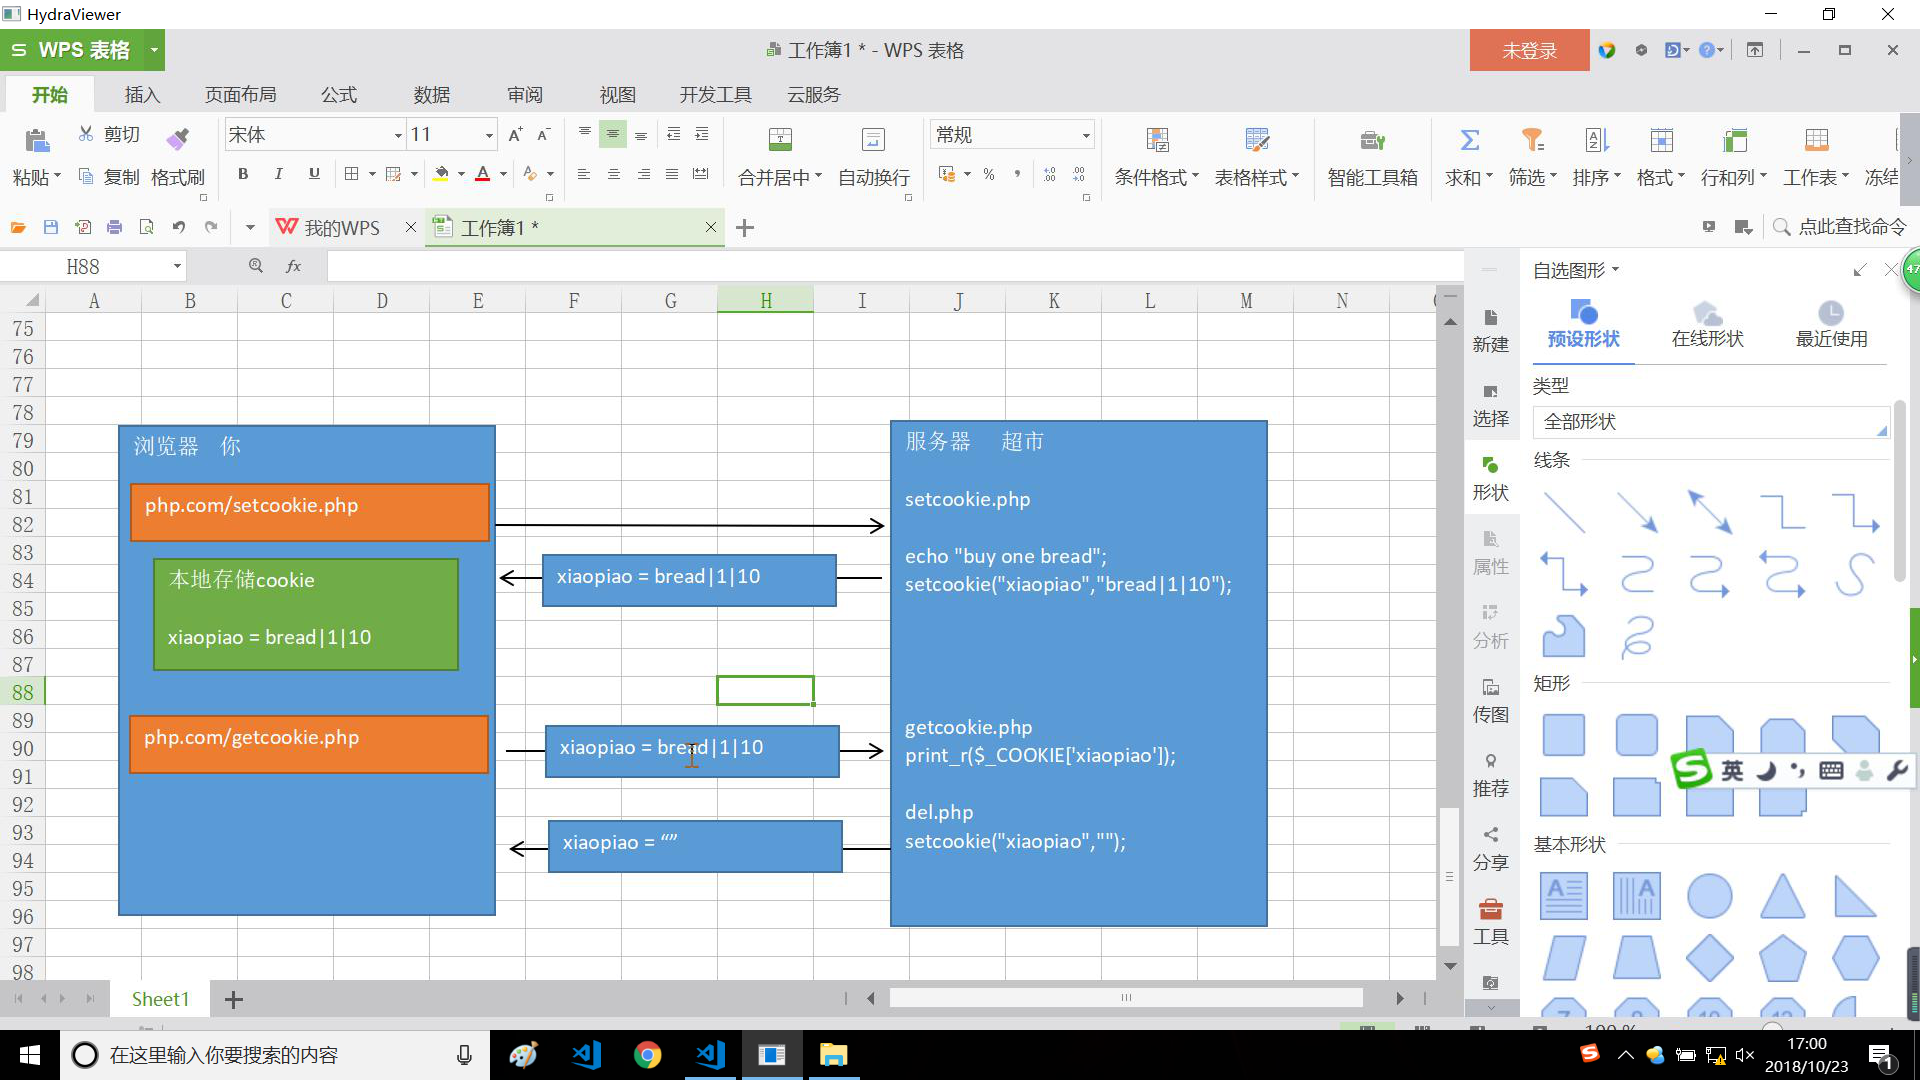 HydraViewer
WPS 表格
工作簿1 * - WPS 表格
未登录
开始
插入
页面布局
公式
数据
审阅
视图
开发工具
云服务
粘贴
剪切
复制
格式刷
宋体
11
B I U
合并居中
自动换行
常规
条件格式
表格样式
智能工具箱
求和
筛选
排序
格式
行和列
工作表
冻结
我的WPS
工作簿1 *
点此查找命令
H88
fx
A B C D E F G H I J K L M N
75
76
77
78
79
80
81
82
83
84
85
86
87
88
89
90
91
92
93
94
95
96
97
98
浏览器 你
php.com/setcookie.php
本地存储cookie
xiaopiao = bread|1|10
php.com/getcookie.php
xiaopiao = bread|1|10
xiaopiao = bread|1|10
xiaopiao = “”
服务器 超市
setcookie.php
echo "buy one bread";
setcookie("xiaopiao","bread|1|10");
getcookie.php
print_r($_COOKIE['xiaopiao']);
del.php
setcookie("xiaopiao","");
新建
选择
形状
属性
分析
传图
推荐
分享
工具
自选图形
47
预设形状
在线形状
最近使用
类型
全部形状
线条
矩形
英
基本形状
Sheet1
100 %
在这里输入你要搜索的内容
17:00
2018/10/23
1